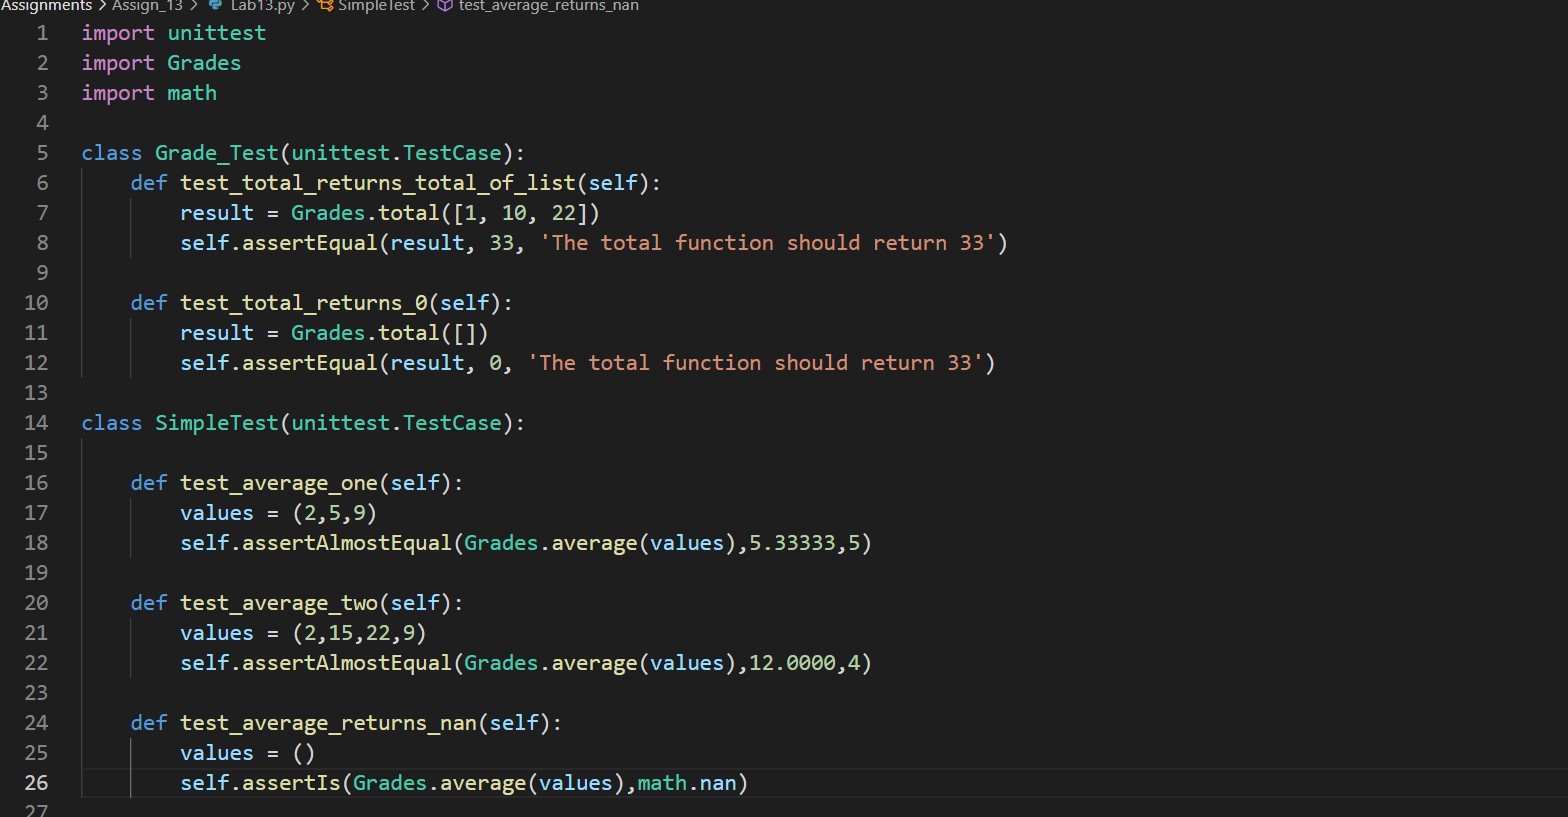 Assignments > Assign_13 > Lab13.py > SimpleTest > test_average_returns_nan
1 import unittest
2 import Grades
3 import math
4
5 class Grade_Test(unittest.TestCase):
6 def test_total_returns_total_of_list(self):
7 result = Grades.total([1, 10, 22])
8 self.assertEqual(result, 33, 'The total function should return 33')
9
10 def test_total_returns_0(self):
11 result = Grades.total([])
12 self.assertEqual(result, 0, 'The total function should return 33')
13
14 class SimpleTest(unittest.TestCase):
15
16 def test_average_one(self):
17 values = (2,5,9)
18 self.assertAlmostEqual(Grades.average(values),5.33333,5)
19
20 def test_average_two(self):
21 values = (2,15,22,9)
22 self.assertAlmostEqual(Grades.average(values),12.0000,4)
23
24 def test_average_returns_nan(self):
25 values = ()
26 self.assertIs(Grades.average(values),math.nan)
27